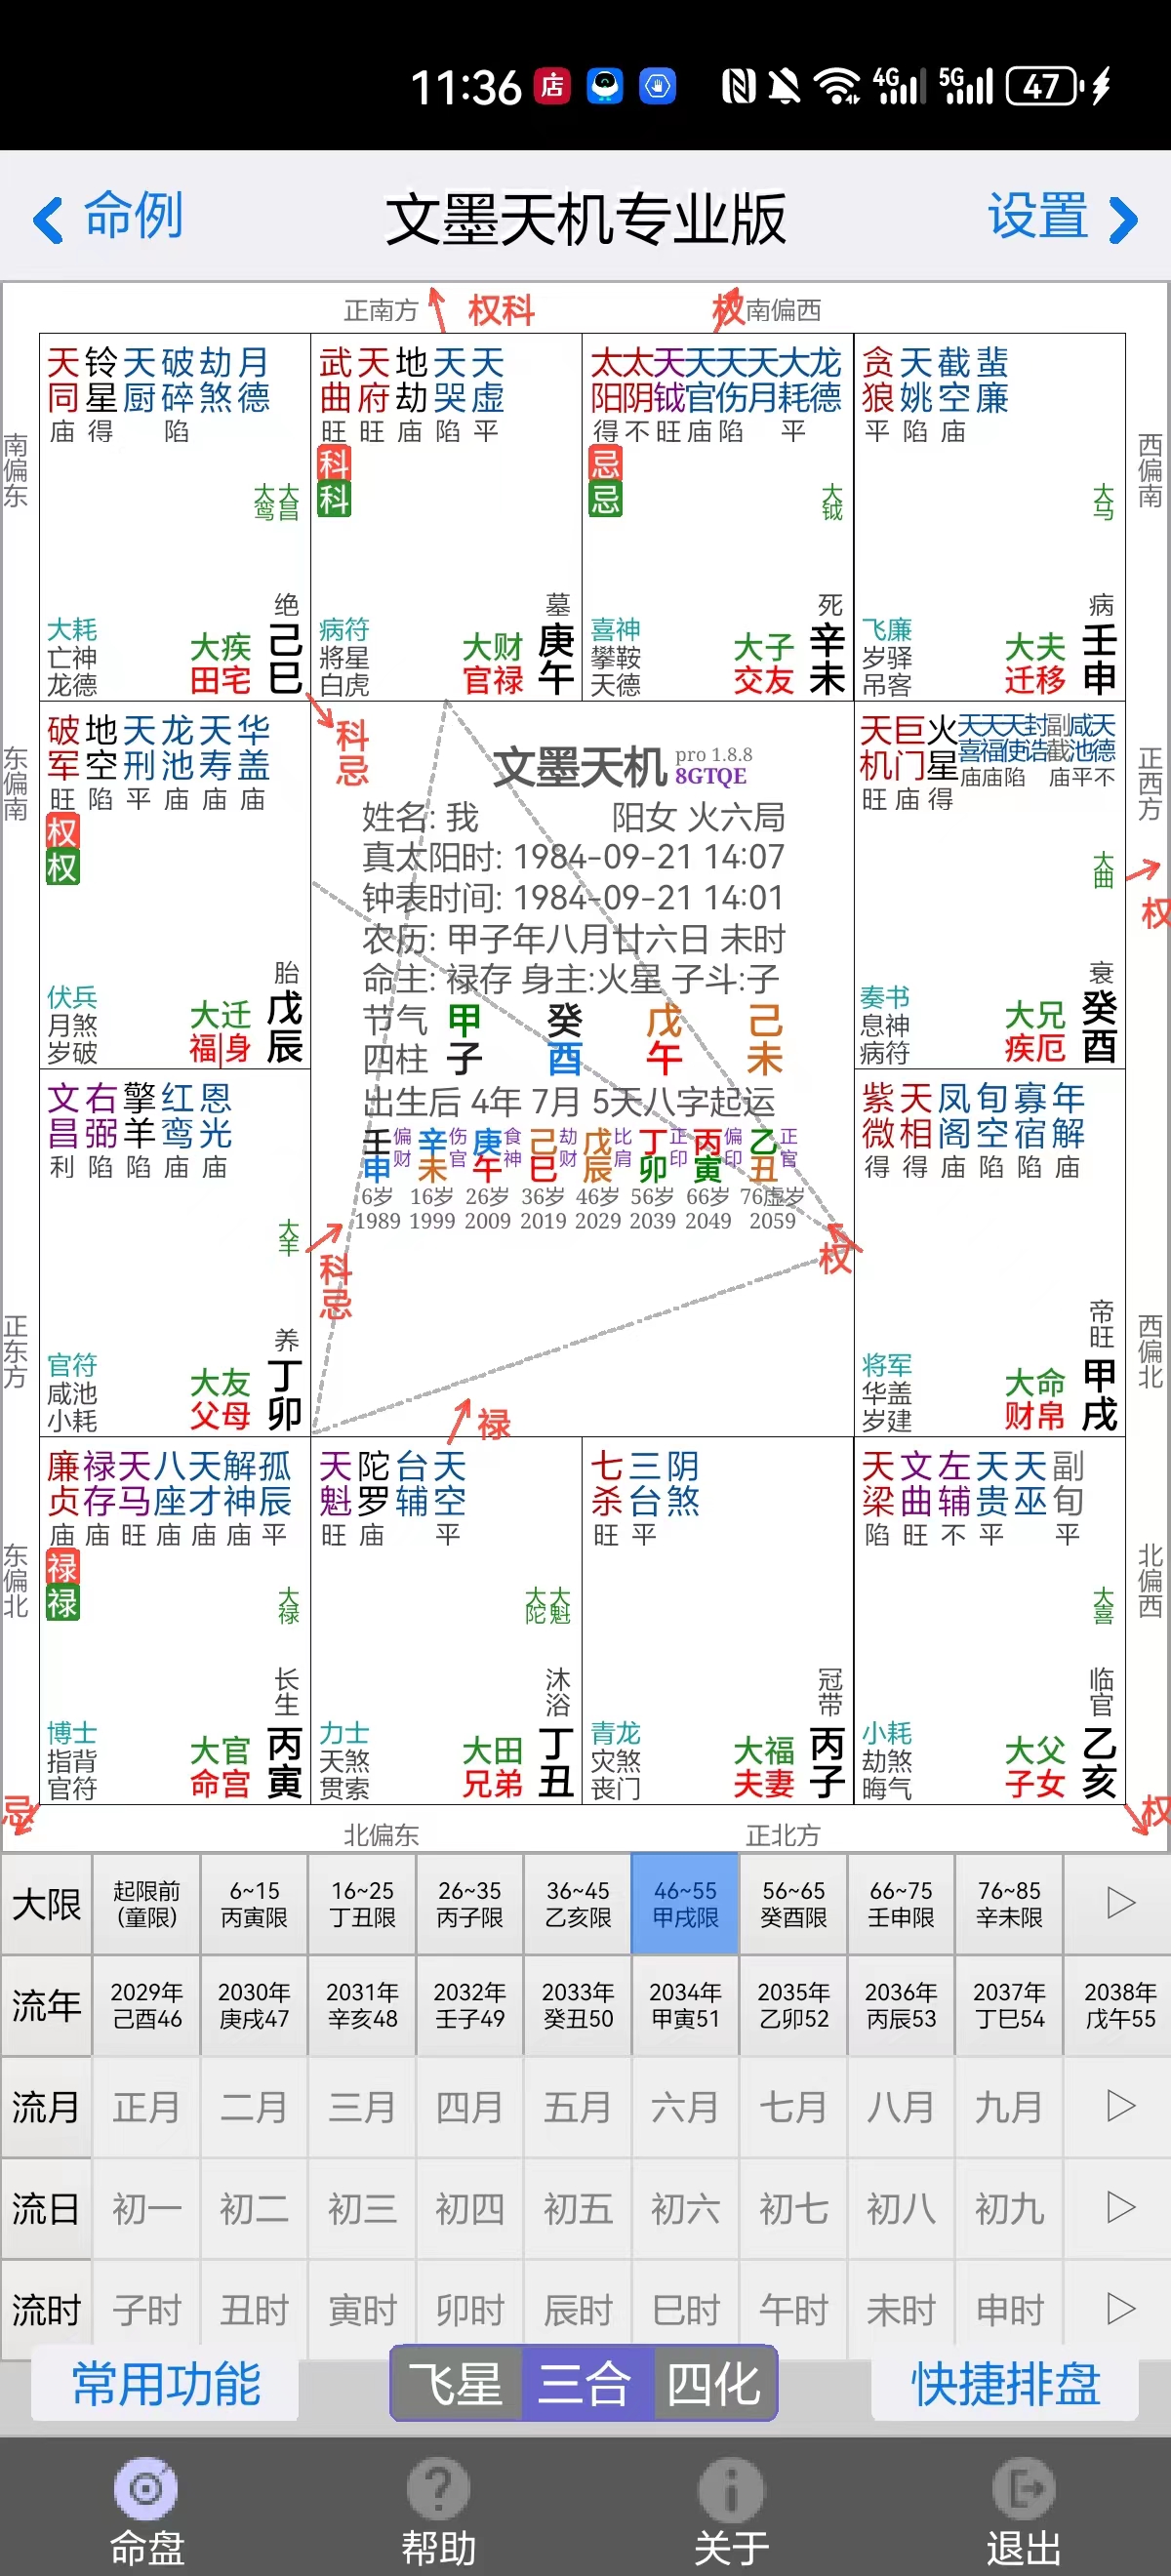 11:36 店 4G 5G 47
命例 文墨天机专业版 设置
正南方 权科 权 南偏西
南偏东
天同 铃星 天厨 破碎 劫煞 月德
庙 得 陷
大鸾 大昌
绝
大耗
亡神
龙德
大疾
田宅
己巳
武曲 天府 地劫 天哭 天虚
旺 旺 庙 陷 平
科
科
墓
病符
將星
白虎
大财
官禄
庚午
太阳 太阴 天钺 天官 天伤 天月 大耗 龙德
得 不 旺 庙 陷 平
忌
忌
大钺
死
喜神
攀鞍
天德
大子
交友
辛未
贪狼 天姚 截空 蜚廉
平 陷 庙
大马
病
飞廉
岁驿
吊客
大夫
迁移
壬申
西偏南
东偏南
破军 地空 天刑 龙池 天寿 华盖
旺 陷 平 庙 庙 庙
权
权
胎
伏兵
月煞
岁破
大迁
福|身
戊辰
科忌
文墨天机 pro 1.8.8
8GTQE
姓名: 我 阳女 火六局
真太阳时: 1984-09-21 14:07
钟表时间: 1984-09-21 14:01
农历: 甲子年八月廿六日 未时
命主: 禄存 身主:火星 子斗:子
节气 甲 癸 戊 己
四柱 子 酉 午 未
出生后 4年 7月 5天八字起运
壬申 偏财 辛未 伤官 庚午 食神 己巳 劫财 戊辰 比肩 丁卯 正印 丙寅 偏印 乙丑 正官
6岁 16岁 26岁 36岁 46岁 56岁 66岁 76虚岁
1989 1999 2009 2019 2029 2039 2049 2059
天机 巨门 火星 天喜 天福 天使 封诰 副截 咸池 天德
旺 庙 得 庙 庙 陷 庙 平 不
大曲
衰
奏书
息神
病符
大兄
疾厄
癸酉
正西方
权
正东方
文昌 右弼 擎羊 红鸾 恩光
利 陷 陷 庙 庙
大羊
养
官符
咸池
小耗
大友
父母
丁卯
科忌
权
禄
紫微 天相 凤阁 旬空 寡宿 年解
得 得 庙 陷 陷 庙
帝旺
将军
华盖
岁建
大命
财帛
甲戌
西偏北
东偏北
廉贞 禄存 天马 八座 天才 解神 孤辰
庙 庙 旺 庙 庙 庙 平
禄
禄
大禄
长生
博士
指背
官符
大官
命宫
丙寅
天魁 陀罗 台辅 天空
旺 庙 平
大陀 大魁
沐浴
力士
天煞
贯索
大田
兄弟
丁丑
七杀 三台 阴煞
旺 平
冠带
青龙
灾煞
丧门
大福
夫妻
丙子
天梁 文曲 左辅 天贵 天巫 副旬
陷 旺 不 平 平
大喜
临官
小耗
劫煞
晦气
大父
子女
乙亥
北偏西
忌 北偏东 正北方 权
大限 起限前(童限) 6~15丙寅限 16~25丁丑限 26~35丙子限 36~45乙亥限 46~55甲戌限 56~65癸酉限 66~75壬申限 76~85辛未限 ▷
流年 2029年己酉46 2030年庚戌47 2031年辛亥48 2032年壬子49 2033年癸丑50 2034年甲寅51 2035年乙卯52 2036年丙辰53 2037年丁巳54 2038年戊午55
流月 正月 二月 三月 四月 五月 六月 七月 八月 九月 ▷
流日 初一 初二 初三 初四 初五 初六 初七 初八 初九 ▷
流时 子时 丑时 寅时 卯时 辰时 巳时 午时 未时 申时 ▷
常用功能 飞星 三合 四化 快捷排盘
命盘 帮助 关于 退出